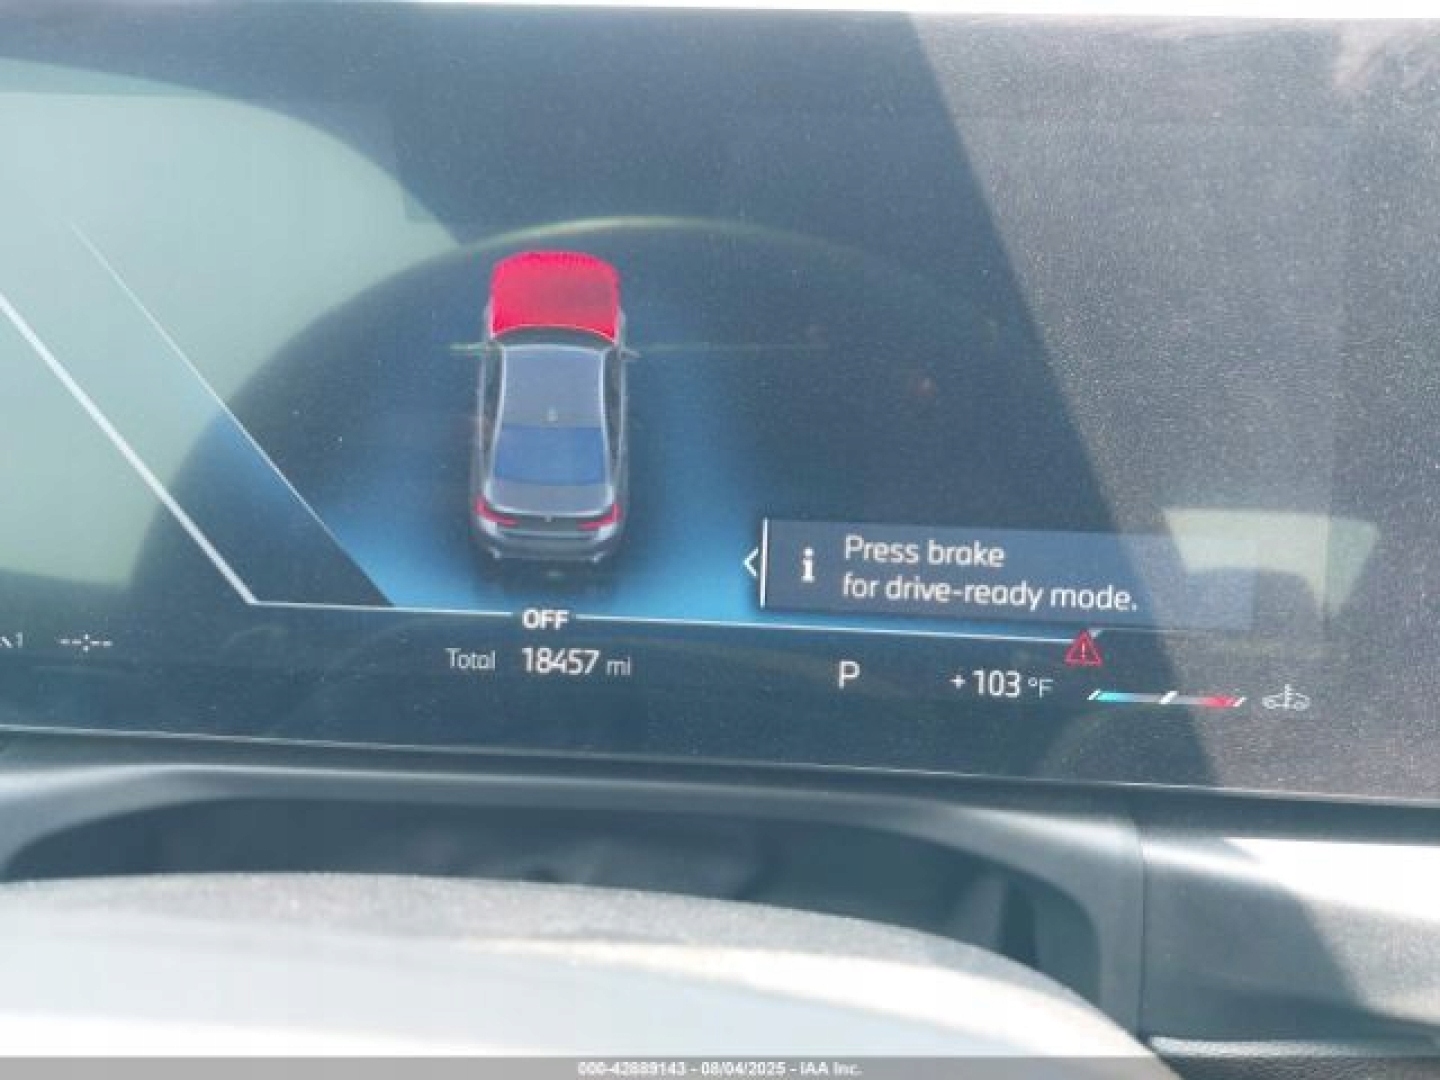 Press brake
for drive-ready mode.
OFF
--:--
Total 18457 mi
P
+103 °F
000-42889143 - 08/04/2025 - IAA Inc.